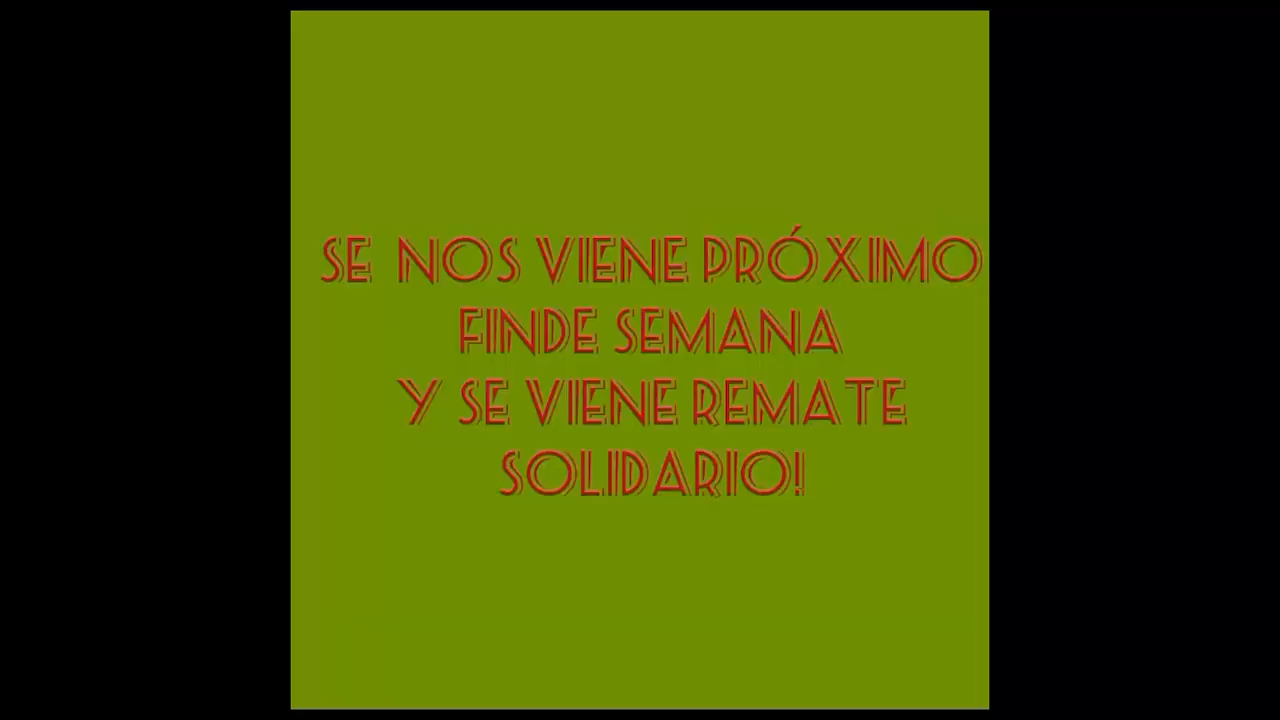 SE NOS VIENE PRÓXIMO
FINDE SEMANA
Y SE VIENE REMATE
SOLIDARIO!